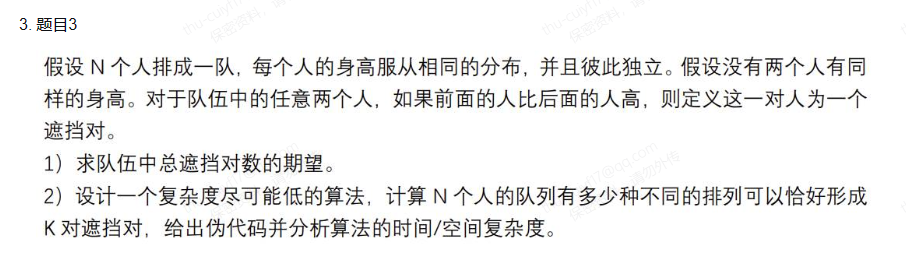 3. 题目3
假设 N 个人排成一队，每个人的身高服从相同的分布，并且彼此独立。假设没有两个人有同
样的身高。对于队伍中的任意两个人，如果前面的人比后面的人高，则定义这一对人为一个
遮挡对。
1）求队伍中总遮挡对数的期望。
2）设计一个复杂度尽可能低的算法，计算 N 个人的队列有多少种不同的排列可以恰好形成
K 对遮挡对，给出伪代码并分析算法的时间/空间复杂度。